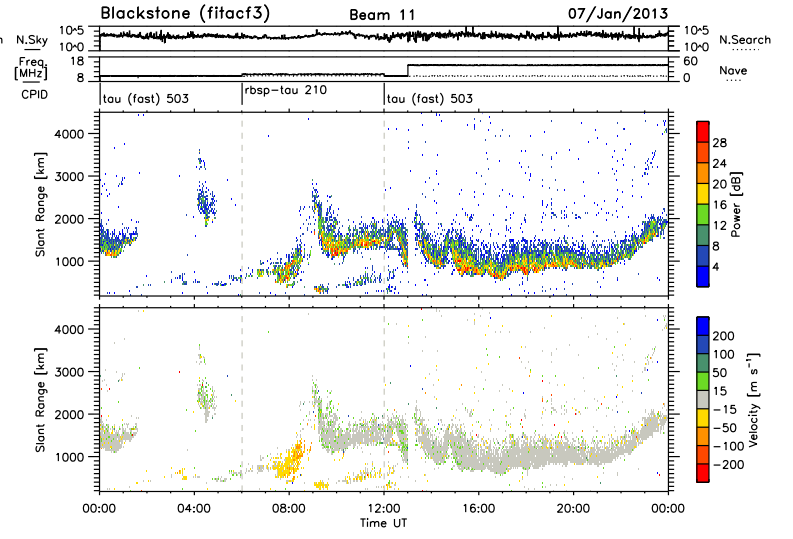 Blackstone (fitacf3) Beam 11 07/Jan/2013
N.Sky 10^5 10^0 10^5 10^0 N.Search
Freq. [MHz] 18 8 60 0 Nave
CPID tau (fast) 503 rbsp-tau 210 tau (fast) 503
Slant Range [km] 4000 3000 2000 1000
Power [dB] 28 24 20 16 12 8 4
Slant Range [km] 4000 3000 2000 1000
Velocity [m s⁻¹] 200 100 50 15 -15 -50 -100 -200
00:00 04:00 08:00 12:00 16:00 20:00 00:00
Time UT